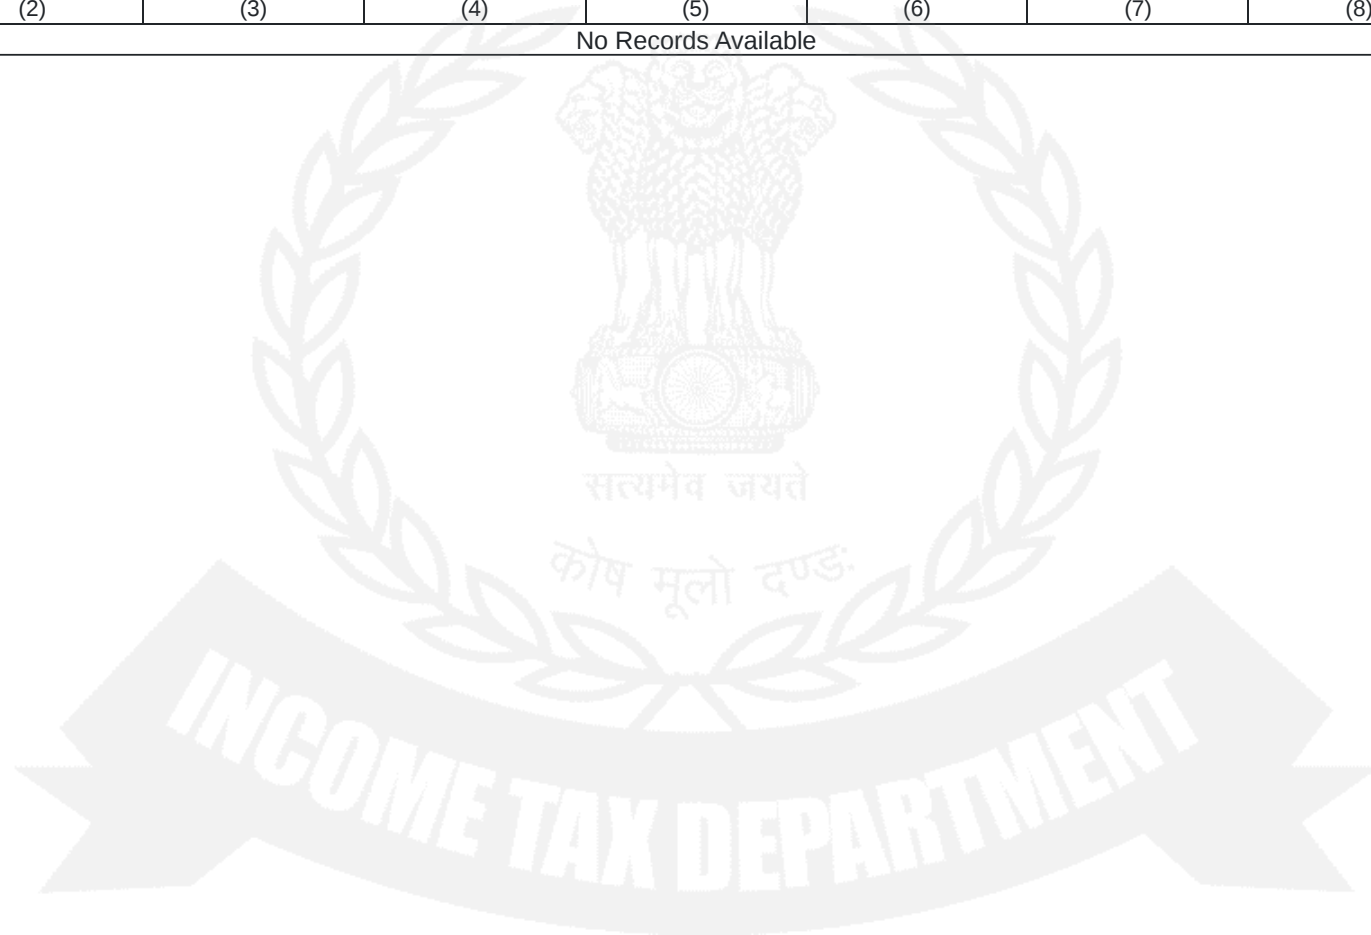 (2) (3) (4) (5) (6) (7) (8)
No Records Available
सत्यमेव जयते
कोष मूलो दण्डः
INCOME TAX DEPARTMENT